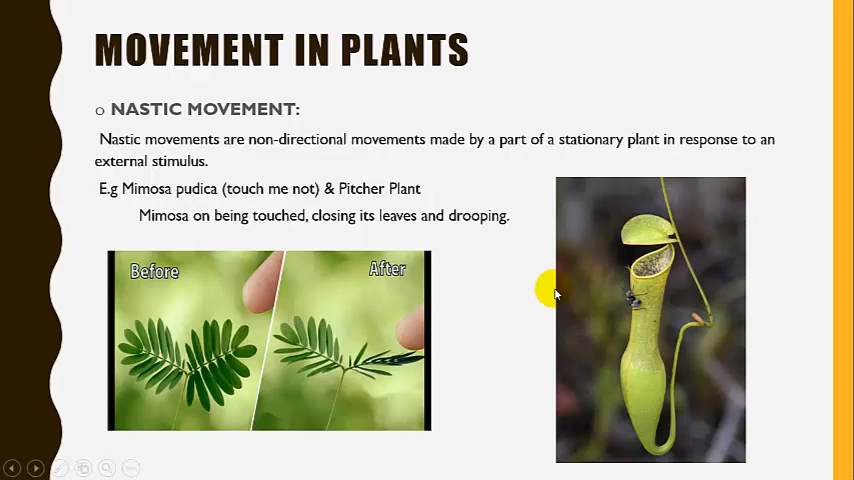 MOVEMENT IN PLANTS
o NASTIC MOVEMENT:
Nastic movements are non-directional movements made by a part of a stationary plant in response to an
external stimulus.
E.g Mimosa pudica (touch me not) & Pitcher Plant
Mimosa on being touched, closing its leaves and drooping.
Before
After